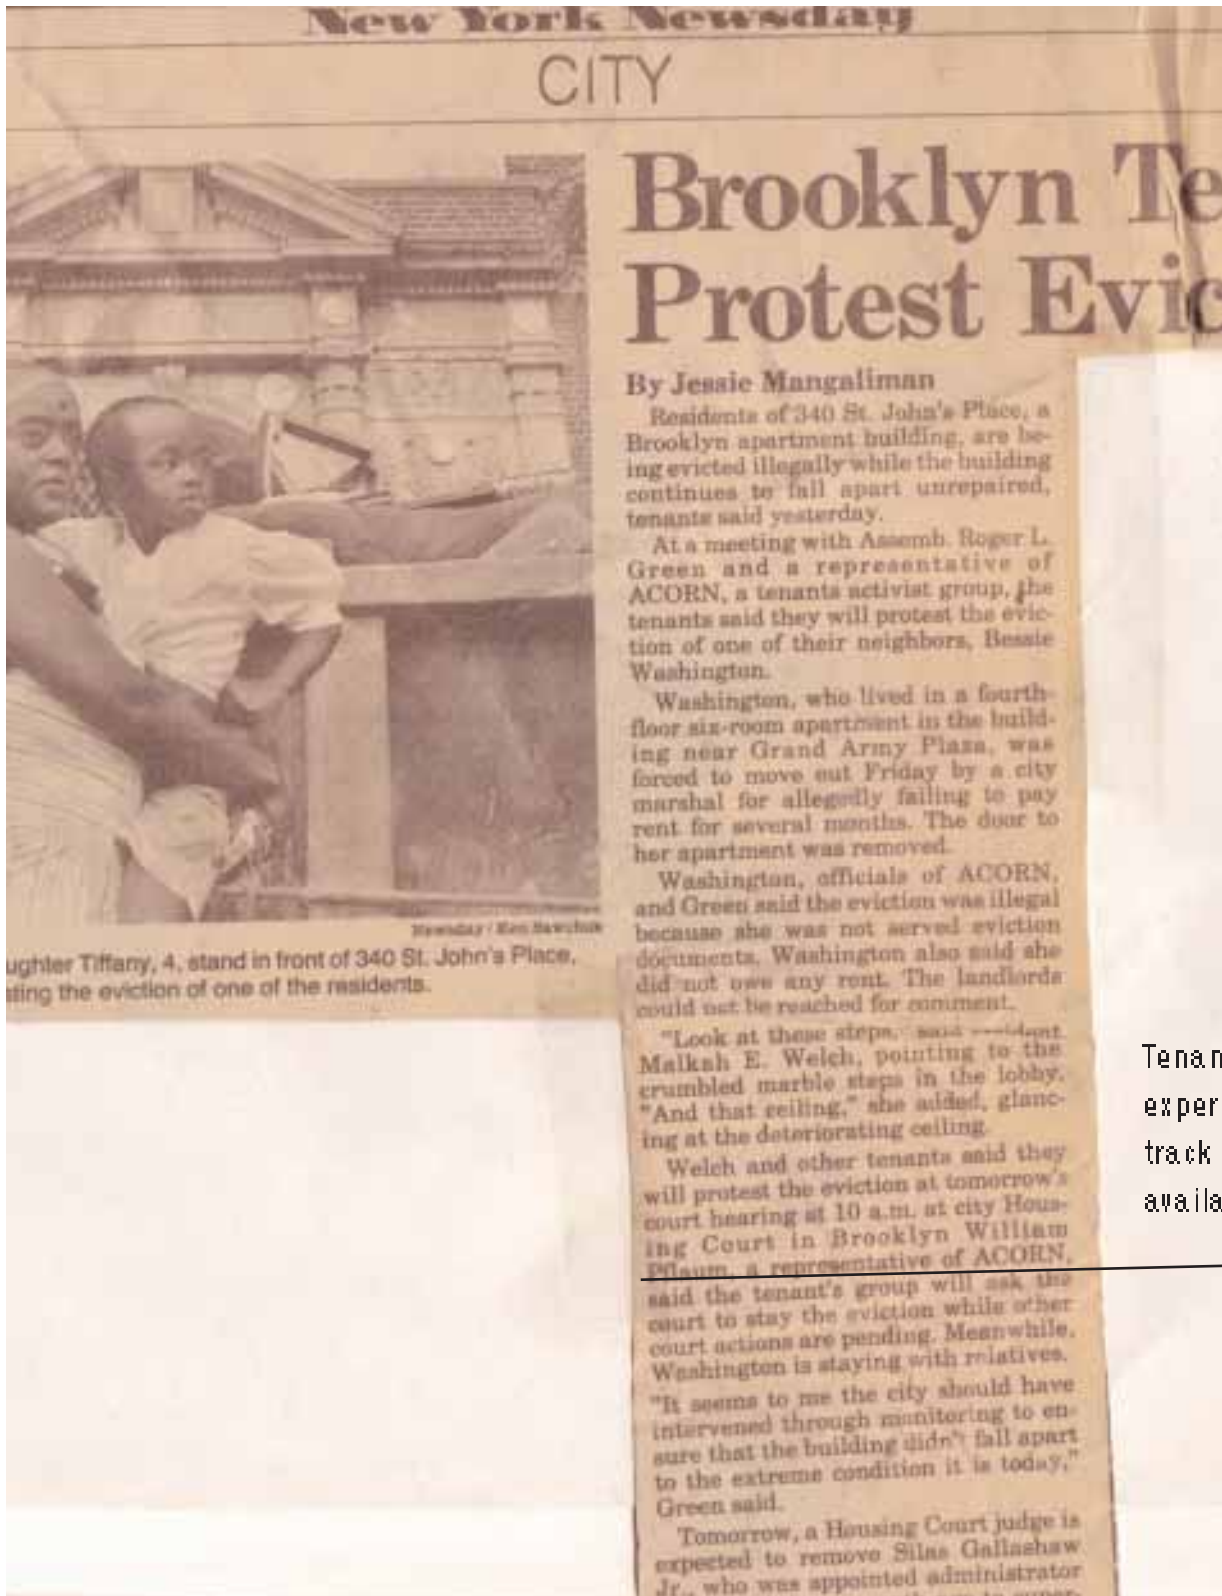 New York Newsday
CITY
Brooklyn Te
Protest Evic
By Jessie Mangaliman
Residents of 340 St. John's Place, a
Brooklyn apartment building, are be-
ing evicted illegally while the building
continues to fall apart unrepaired,
tenants said yesterday.
At a meeting with Assemb. Roger L.
Green and a representative of
ACORN, a tenants activist group, the
tenants said they will protest the evic-
tion of one of their neighbors, Bessie
Washington.
Washington, who lived in a fourth-
floor six-room apartment in the build-
ing near Grand Army Plaza, was
forced to move out Friday by a city
marshal for allegedly failing to pay
rent for several months. The door to
her apartment was removed.
Washington, officials of ACORN,
and Green said the eviction was illegal
because she was not served eviction
documents. Washington also said she
did not owe any rent. The landlords
could not be reached for comment.
"Look at these steps," said
Malkah E. Welch, pointing to the
crumbled marble steps in the lobby.
"And that ceiling," she added, glanc-
ing at the deteriorating ceiling.
Welch and other tenants said they
will protest the eviction at tomorrow's
court hearing at 10 a.m. at city Hous-
ing Court in Brooklyn William
Pflaum, a representative of ACORN,
said the tenant's group will ask the
court to stay the eviction while other
court actions are pending. Meanwhile,
Washington is staying with relatives.
"It seems to me the city should have
intervened through monitoring to en-
sure that the building didn't fall apart
to the extreme condition it is today,"
Green said.
Tomorrow, a Housing Court judge is
expected to remove Silas Gallashaw
Jr., who was appointed administrator
Newsday / Ken Sawchuk
ughter Tiffany, 4, stand in front of 340 St. John's Place,
sting the eviction of one of the residents.
Tenan
exper
track
availa